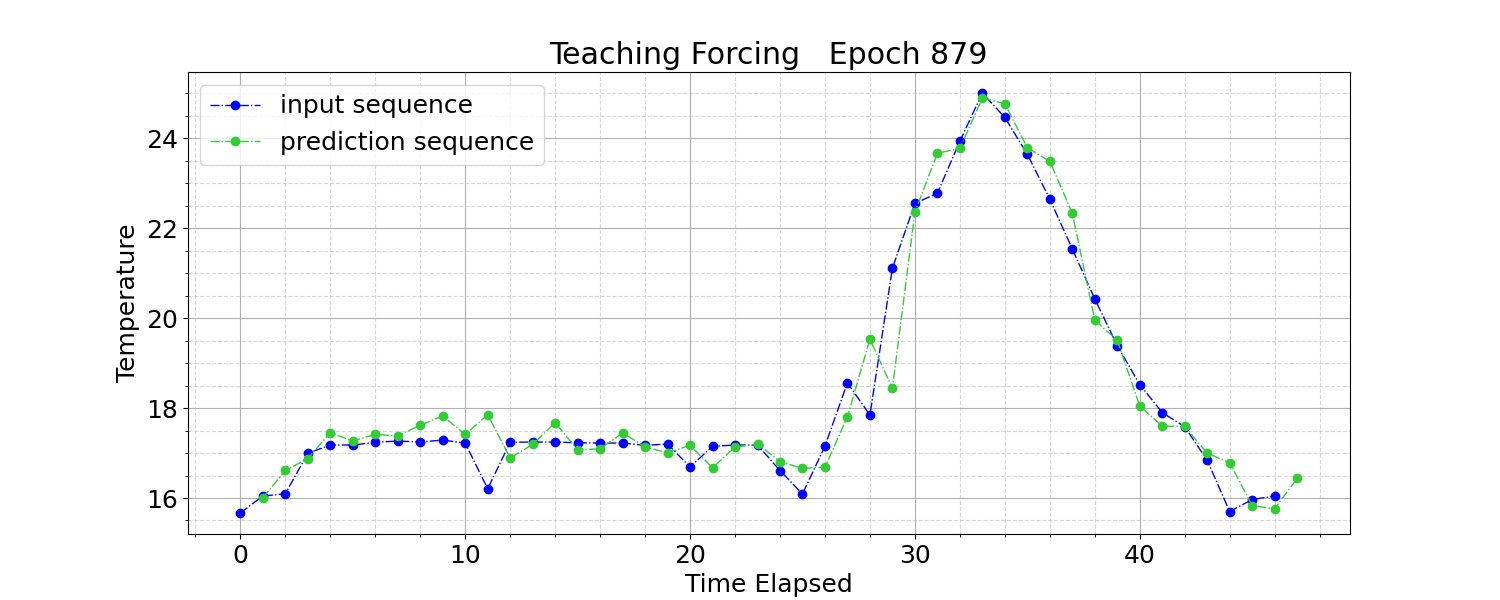 Teaching Forcing   Epoch 879
input sequence
prediction sequence
24
22
20
18
16
Temperature
0 10 20 30 40
Time Elapsed